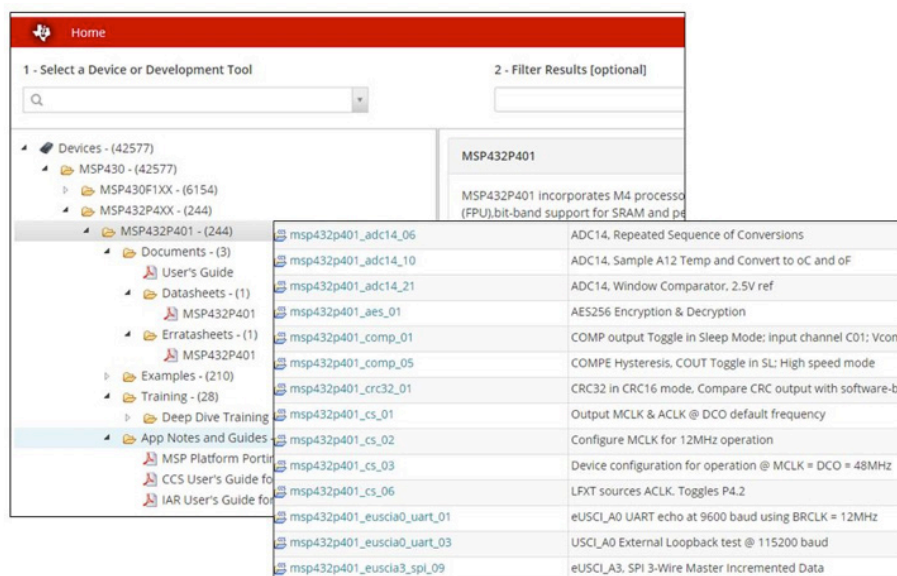 Home
1 - Select a Device or Development Tool
2 - Filter Results [optional]
Devices - (42577)
MSP430 - (42577)
MSP430F1XX - (6154)
MSP432P4XX - (244)
MSP432P401 - (244)
Documents - (3)
User's Guide
Datasheets - (1)
MSP432P401
Erratasheets - (1)
MSP432P401
Examples - (210)
Training - (28)
Deep Dive Training
App Notes and Guides -
MSP Platform
CCS User's Guide
IAR User's Guide for
MSP432P401
MSP432P401 incorporates M4
(FPU),bit-band support for SRAM and
msp432p401_adc14_06 ADC14, Repeated Sequence of Conversions
msp432p401_adc14_10 ADC14, Sample A12 Temp and Convert to oC and oF
msp432p401_adc14_21 ADC14, Window Comparator, 2.5V ref
msp432p401_aes_01 AES256 Encryption & Decryption
msp432p401_comp_01 COMP output Toggle in Sleep Mode; input channel C01;
msp432p401_comp_05 COMPE Hysteresis, COUT Toggle in SL; High speed mode
msp432p401_crc32_01 CRC32 in CRC16 mode, Compare CRC output with
msp432p401_cs_01 Output MCLK & ACLK @ DCO default frequency
msp432p401_cs_02 Configure MCLK for 12MHz operation
msp432p401_cs_03 Device configuration for operation @ MCLK = DCO = 48MHz
msp432p401_cs_06 LFXT sources ACLK. Toggles P4.2
msp432p401_euscia0_uart_01 eUSCI_A0 UART echo at 9600 baud using BRCLK = 12MHz
msp432p401_euscia0_uart_03 USCI_A0 External Loopback test @ 115200 baud
msp432p401_euscia3_spi_09 eUSCI_A3, SPI 3-Wire Master Incremented Data